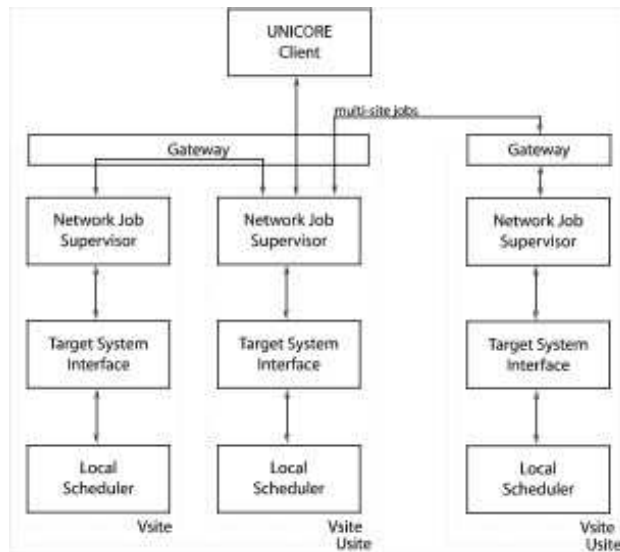 UNICORE
Client
multi-site jobs
Gateway
Gateway
Network Job
Supervisor
Network Job
Supervisor
Network Job
Supervisor
Target System
Interface
Target System
Interface
Target System
Interface
Local
Scheduler
Local
Scheduler
Local
Scheduler
Vsite
Vsite
Usite
Vsite
Usite